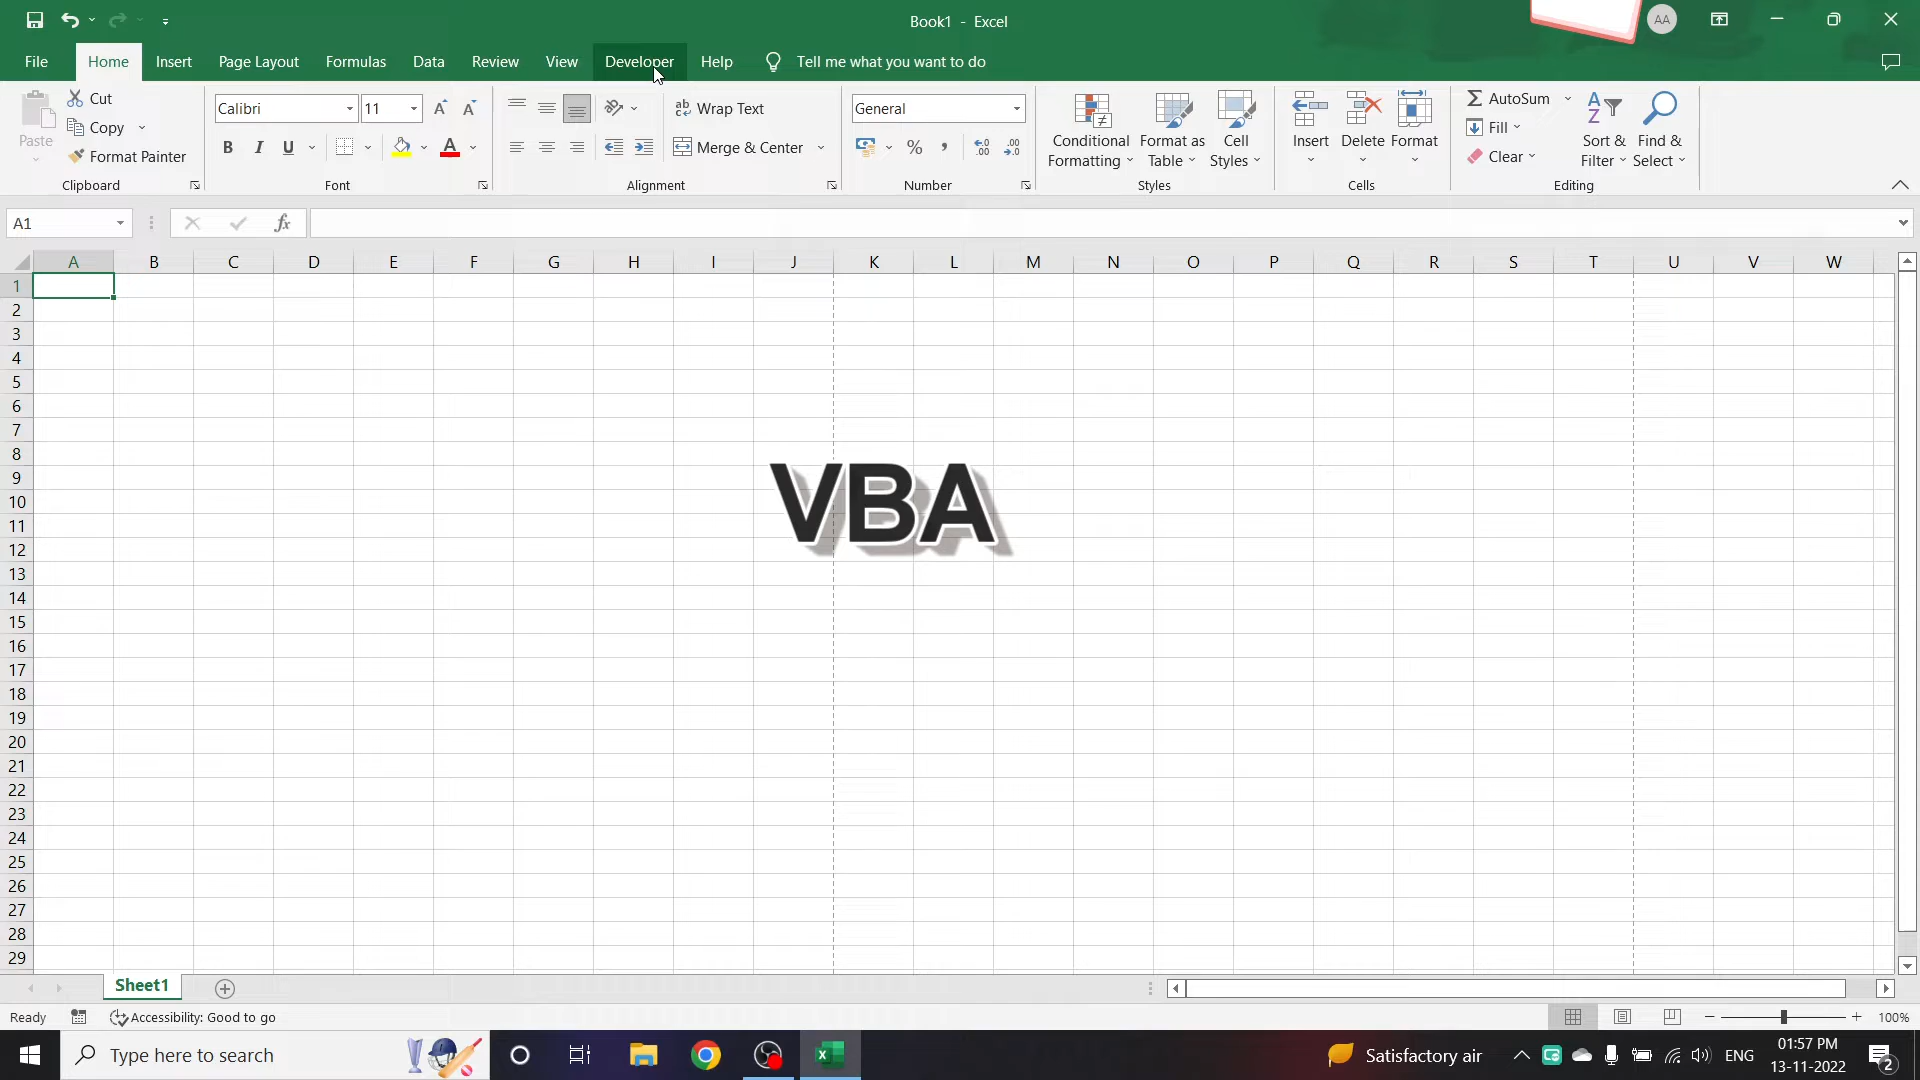 Book1 - Excel
AA
File Home Insert Page Layout Formulas Data Review View Developer Help Tell me what you want to do
Paste
Cut
Copy
Format Painter
Clipboard
Calibri 11
B I U
Font
Wrap Text
Merge & Center
Alignment
General
% ,
Number
Conditional Formatting
Format as Table
Cell Styles
Styles
Insert
Delete
Format
Cells
AutoSum
Fill
Clear
Sort & Filter
Find & Select
Editing
A1 fx
A B C D E F G H I J K L M N O P Q R S T U V W
1
2
3
4
5
6
7
8
9
10
11
12
13
14
15
16
17
18
19
20
21
22
23
24
25
26
27
28
29
VBA
Sheet1
Ready Accessibility: Good to go 100%
Type here to search
Satisfactory air ENG
01:57 PM
13-11-2022
2